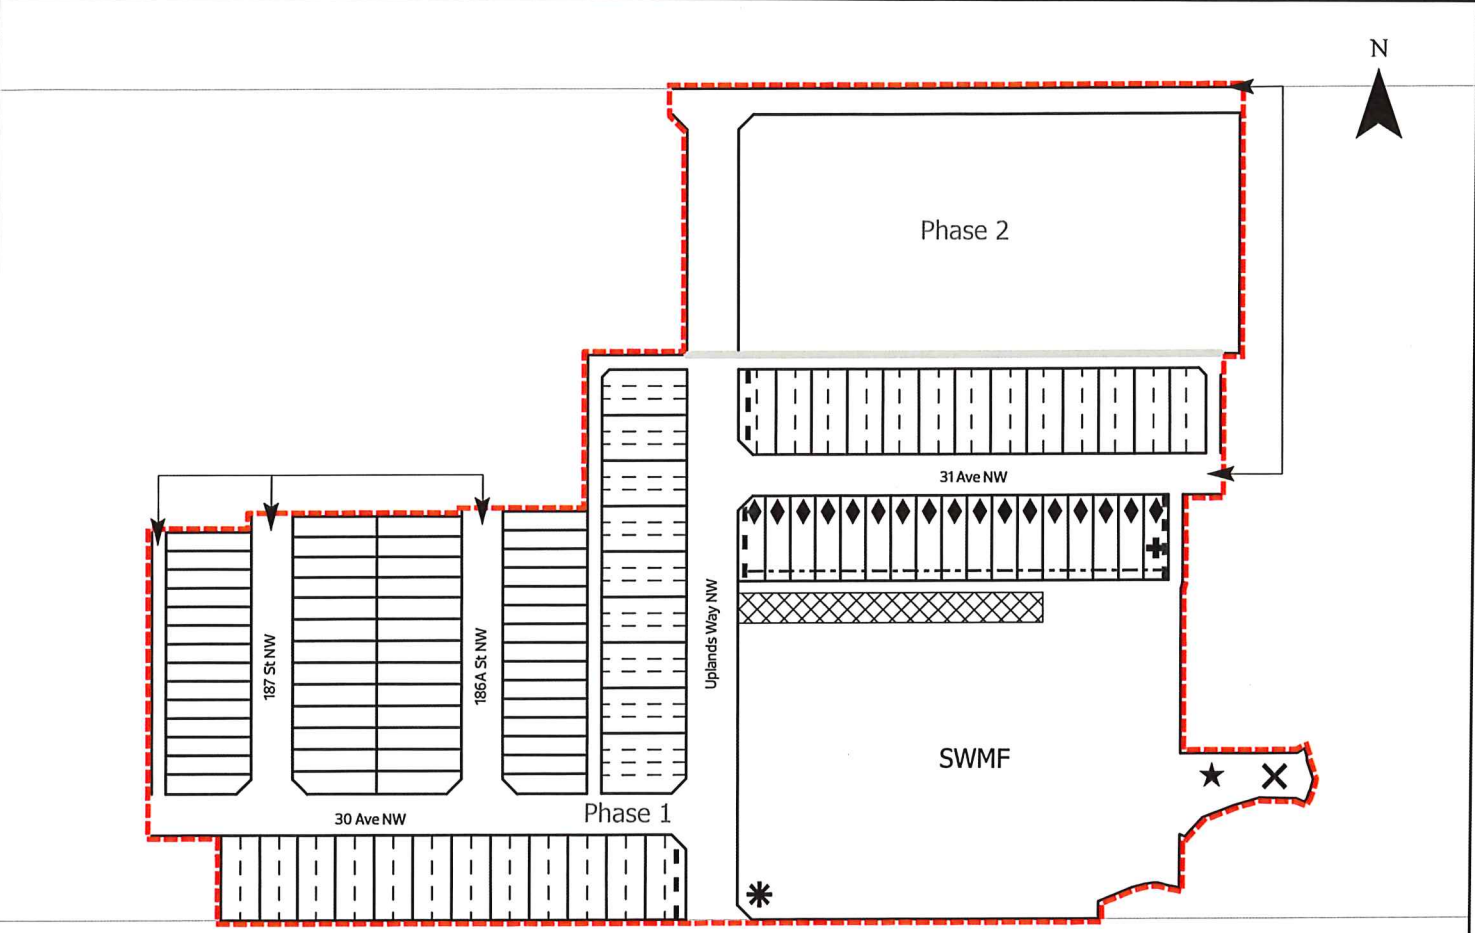 N
Phase 2
31 Ave NW
Uplands Way NW
187 St NW
186A St NW
SWMF
Phase 1
30 Ave NW